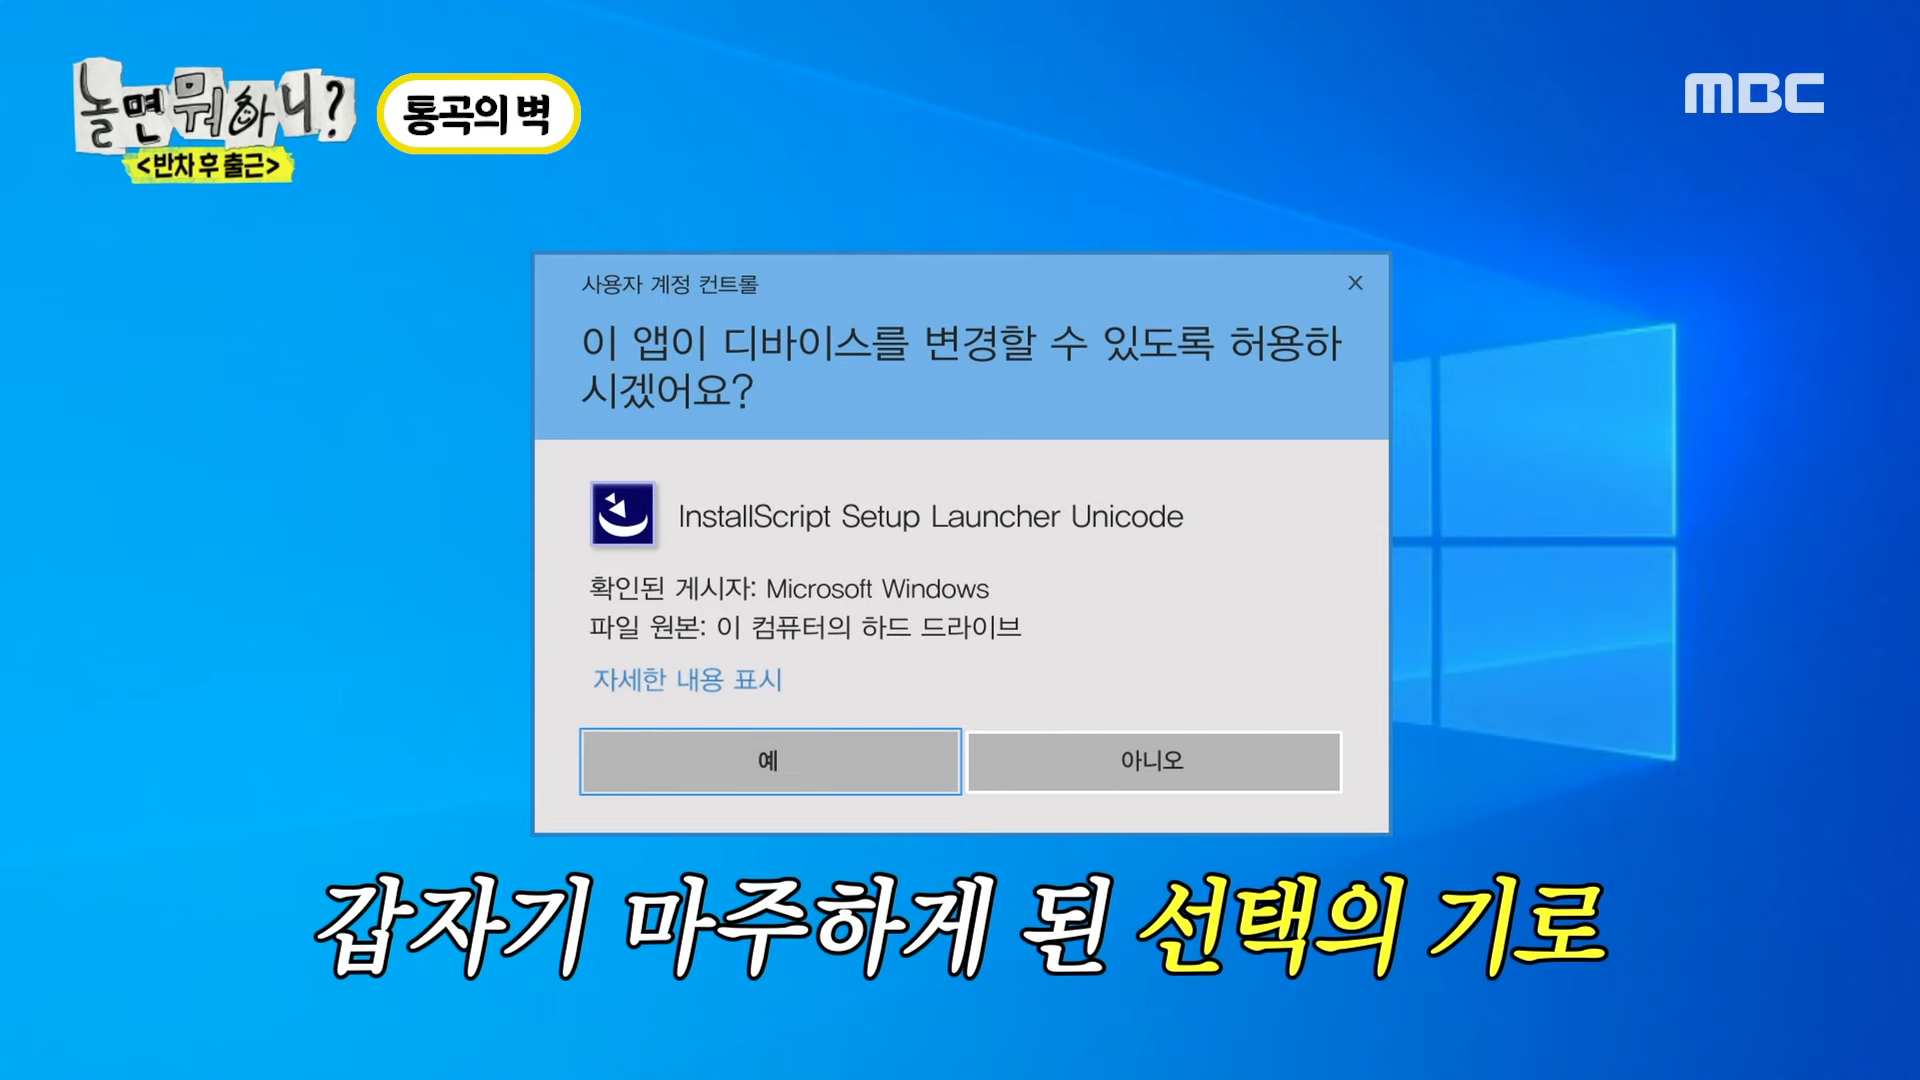 놀면 뭐하니?
<반차 후 출근>
통곡의 벽
MBC
사용자 계정 컨트롤
X
이 앱이 디바이스를 변경할 수 있도록 허용하
시겠어요?
InstallScript Setup Launcher Unicode
확인된 게시자: Microsoft Windows
파일 원본: 이 컴퓨터의 하드 드라이브
자세한 내용 표시
예
아니오
갑자기 마주하게 된 선택의 기로